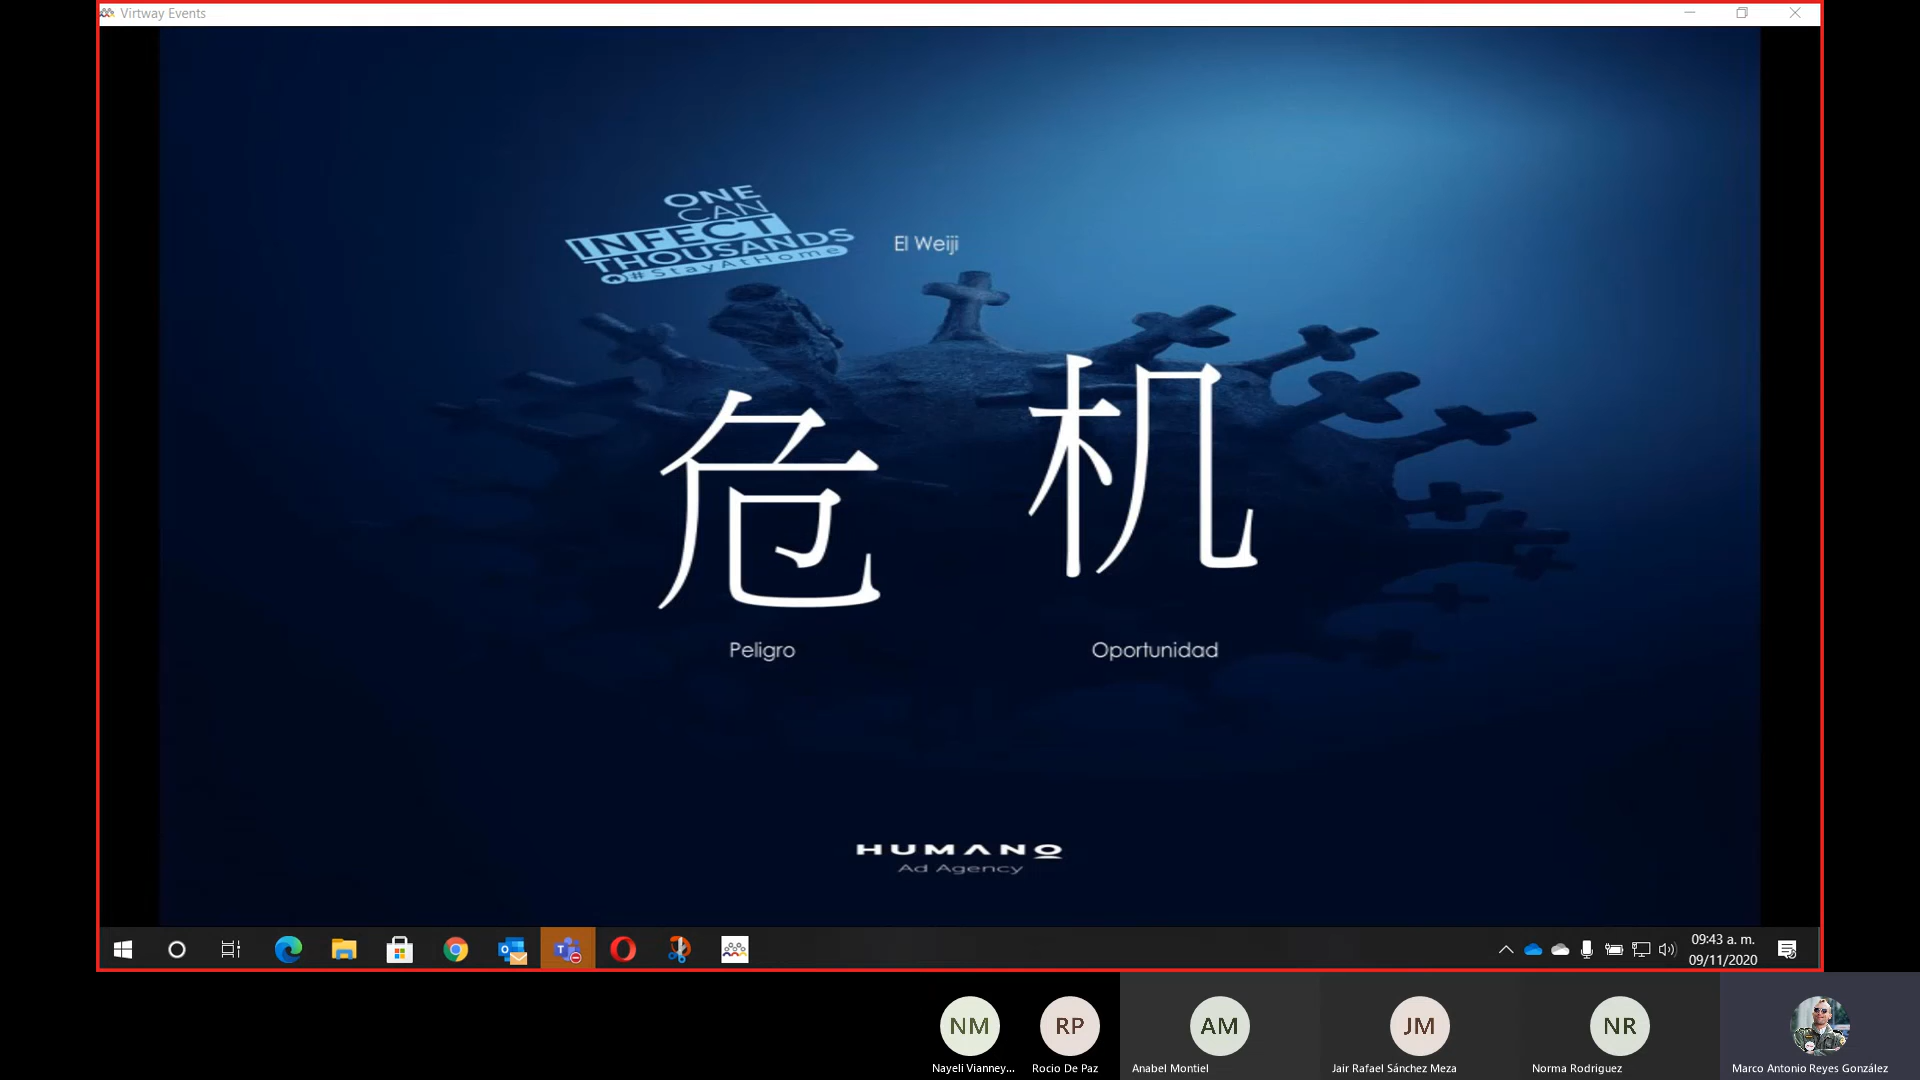 Virtway Events
ONE
CAN
INFECT
THOUSANDS
#StayAtHome
El Weiji
危 机
Peligro Oportunidad
HUMANO
Ad Agency
09:43 a. m.
09/11/2020
NM RP AM JM NR
Nayeli Vianney... Rocio De Paz Anabel Montiel Jair Rafael Sánchez Meza Norma Rodriguez Marco Antonio Reyes González